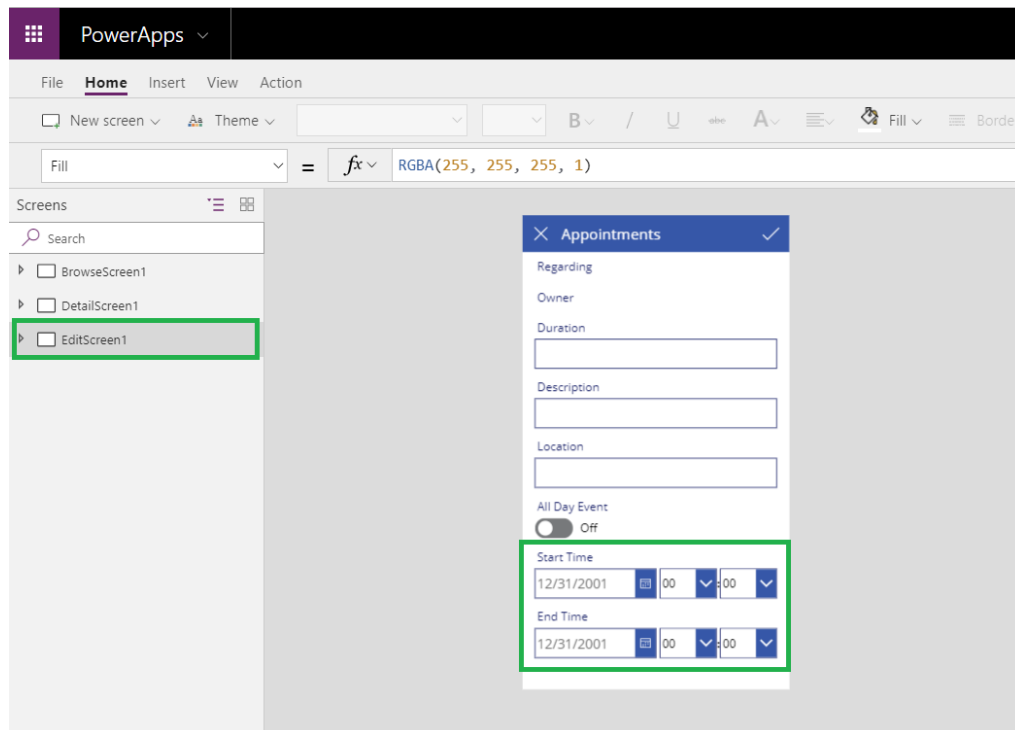 PowerApps
File Home Insert View Action
New screen Aa Theme B / U abc A Fill Borde
Fill = fx RGBA(255, 255, 255, 1)
Screens
Search
BrowseScreen1
DetailScreen1
EditScreen1
Appointments
Regarding
Owner
Duration
Description
Location
All Day Event
Off
Start Time
12/31/2001 00 : 00
End Time
12/31/2001 00 : 00